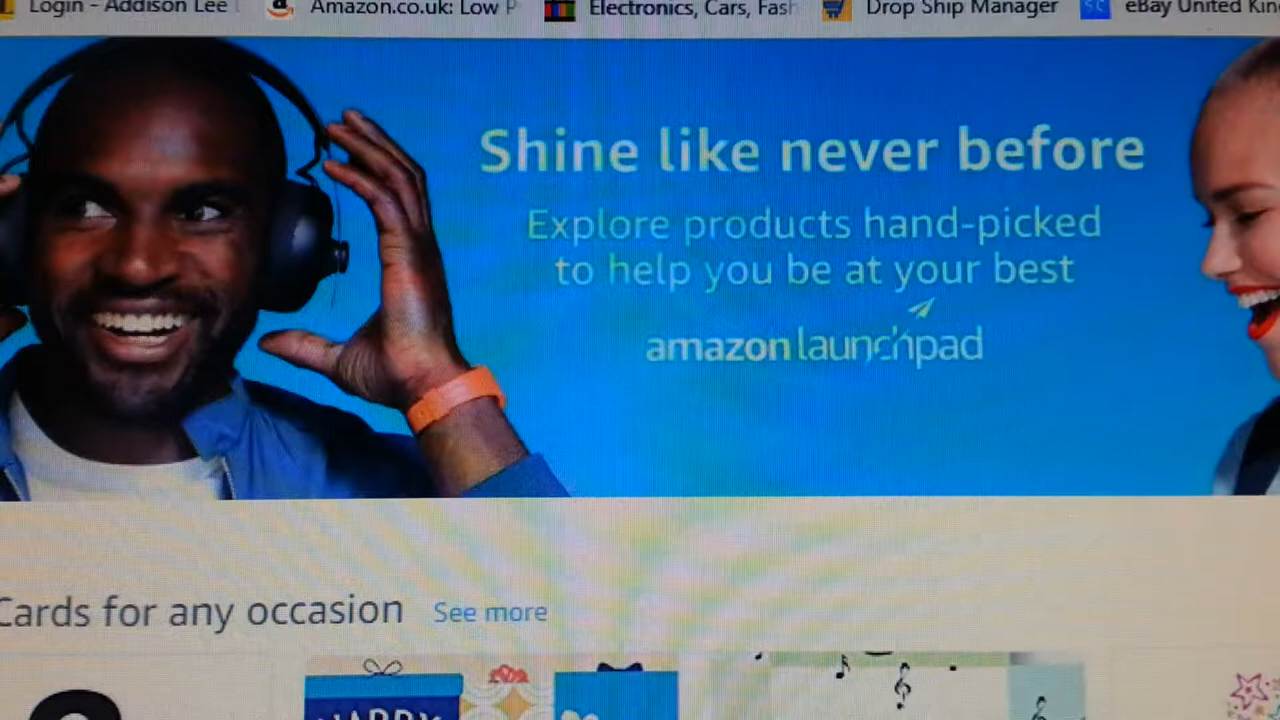 Login - Addison Lee
Amazon.co.uk: Low P
Electronics, Cars, Fash
Drop Ship Manager
eBay United King
Shine like never before
Explore products hand-picked
to help you be at your best
amazon launchpad
Cards for any occasion See more
HAPPY